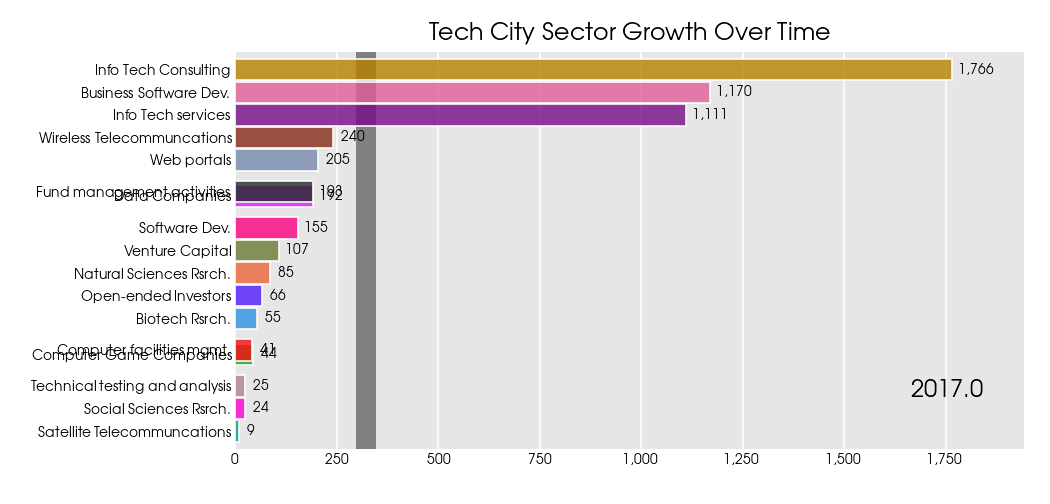 Tech City Sector Growth Over Time
Info Tech Consulting 1,766
Business Software Dev. 1,170
Info Tech services 1,111
Wireless Telecommuncations 240
Web portals 205
Fund management activities 193
Data Companies 192
Software Dev. 155
Venture Capital 107
Natural Sciences Rsrch. 85
Open-ended Investors 66
Biotech Rsrch. 55
Computer facilities mgmt. 41
Computer Game Companies 44
Technical testing and analysis 25
Social Sciences Rsrch. 24
Satellite Telecommuncations 9
2017.0
0 250 500 750 1,000 1,250 1,500 1,750